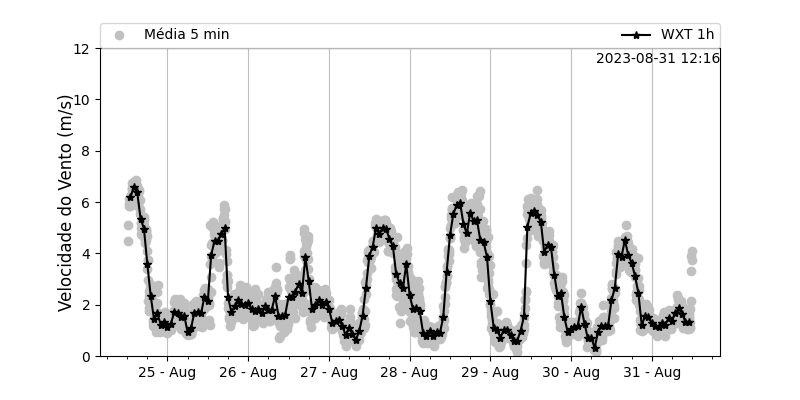 Média 5 min
WXT 1h
2023-08-31 12:16
Velocidade do Vento (m/s)
12
10
8
6
4
2
0
25 - Aug
26 - Aug
27 - Aug
28 - Aug
29 - Aug
30 - Aug
31 - Aug